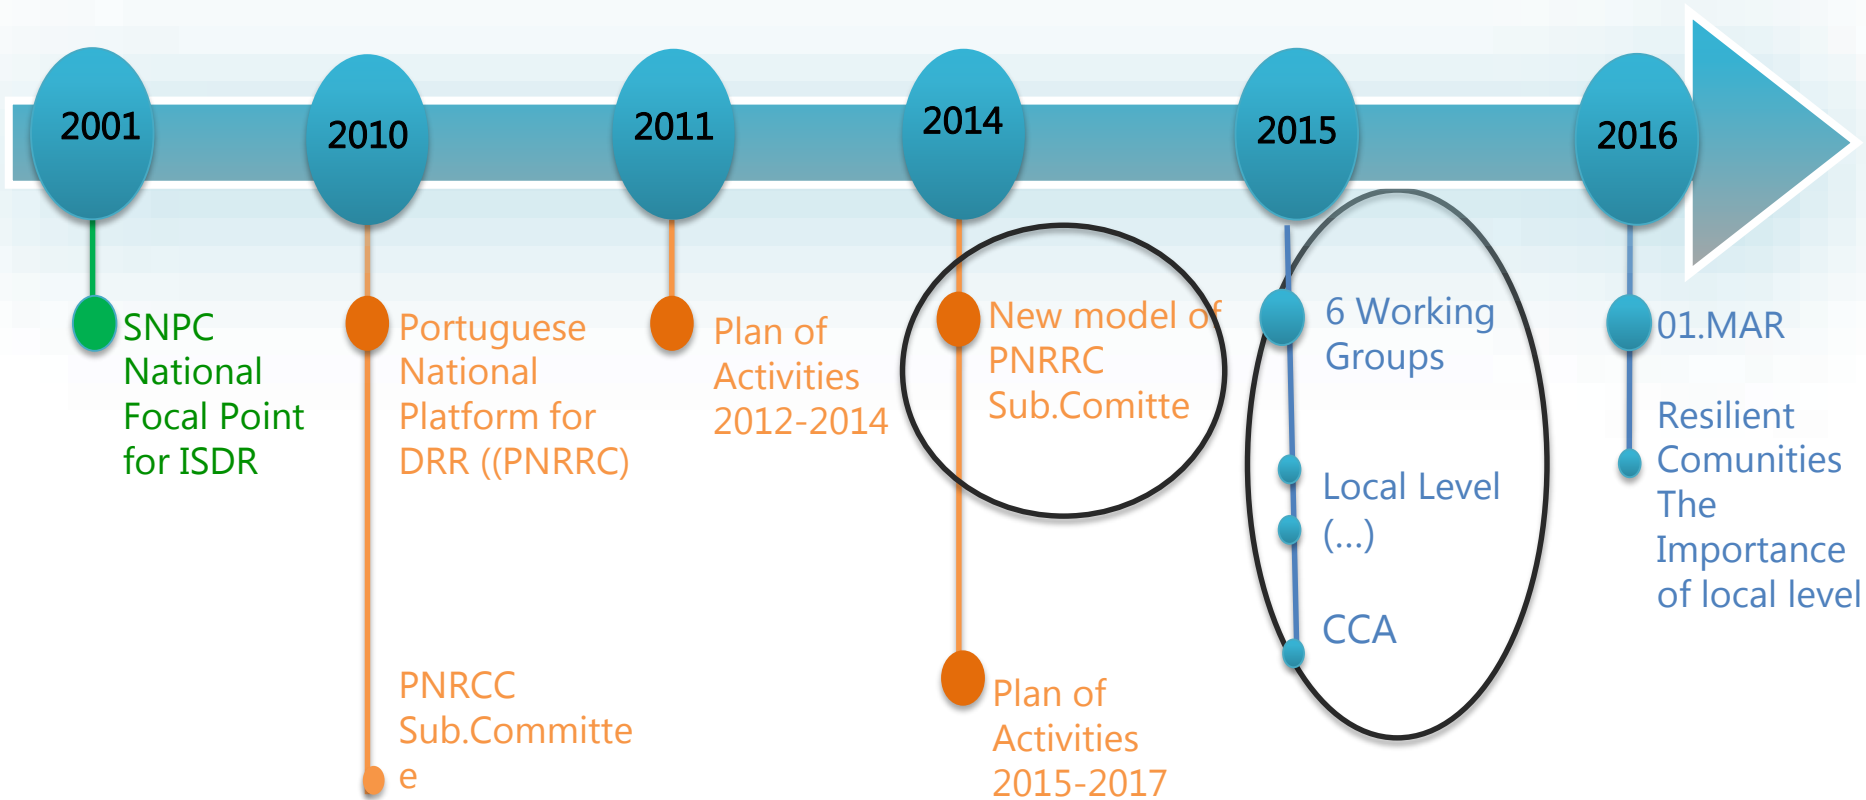 2001
2010
2011
2014
2015
2016
SNPC
National
Focal Point
for ISDR
Portuguese
National
Platform for
DRR ((PNRRC)
PNRCC
Sub.Committe
e
Plan of
Activities
2012-2014
New model of
PNRRC
Sub.Comitte
Plan of
Activities
2015-2017
6 Working
Groups
Local Level
(...)
CCA
01.MAR
Resilient
Comunities
The
Importance
of local level